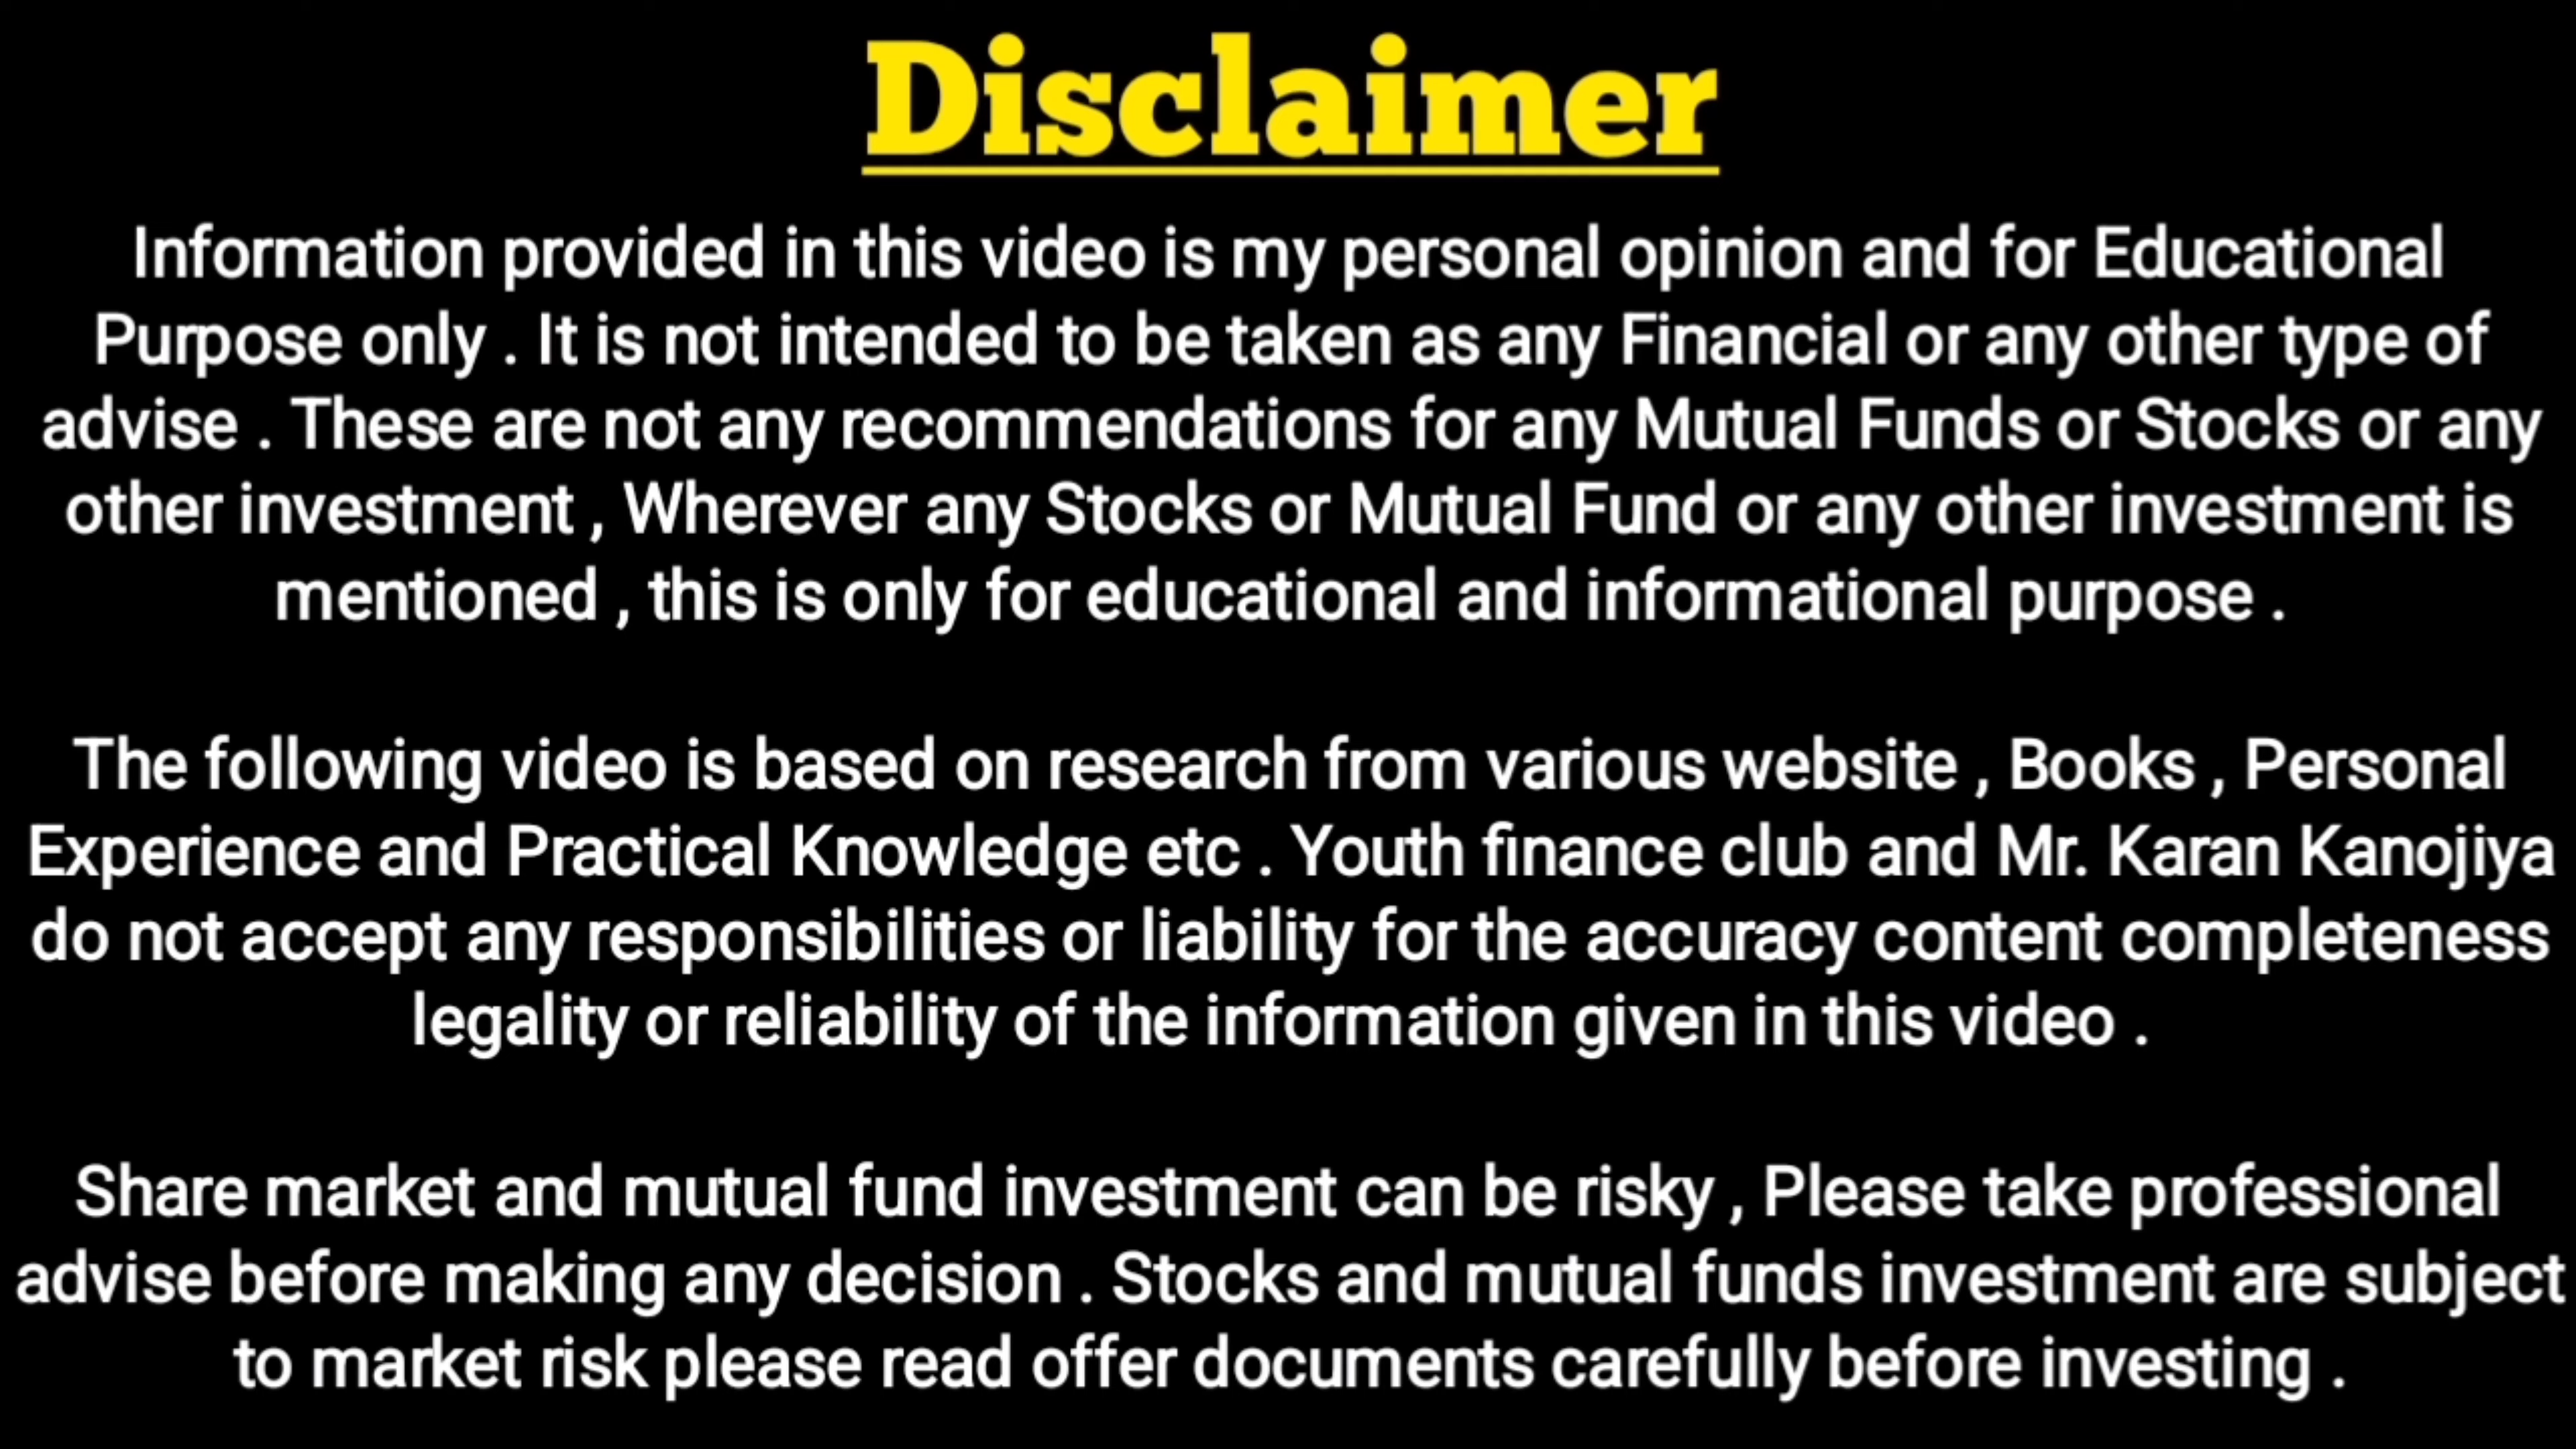 Disclaimer
Information provided in this video is my personal opinion and for Educational
Purpose only . It is not intended to be taken as any Financial or any other type of
advise . These are not any recommendations for any Mutual Funds or Stocks or any
other investment , Wherever any Stocks or Mutual Fund or any other investment is
mentioned , this is only for educational and informational purpose .
The following video is based on research from various website , Books , Personal
Experience and Practical Knowledge etc . Youth finance club and Mr. Karan Kanojiya
do not accept any responsibilities or liability for the accuracy content completeness
legality or reliability of the information given in this video .
Share market and mutual fund investment can be risky , Please take professional
advise before making any decision . Stocks and mutual funds investment are subject
to market risk please read offer documents carefully before investing .